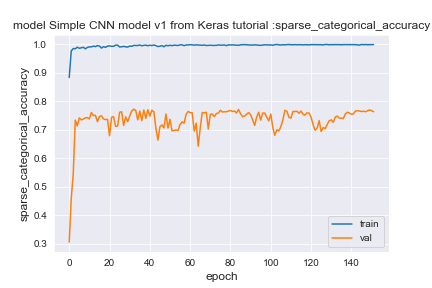 model Simple CNN model v1 from Keras tutorial :sparse_categorical_accuracy
sparse_categorical_accuracy
1.0
0.9
0.8
0.7
0.6
0.5
0.4
0.3
0 20 40 60 80 100 120 140
epoch
train
val